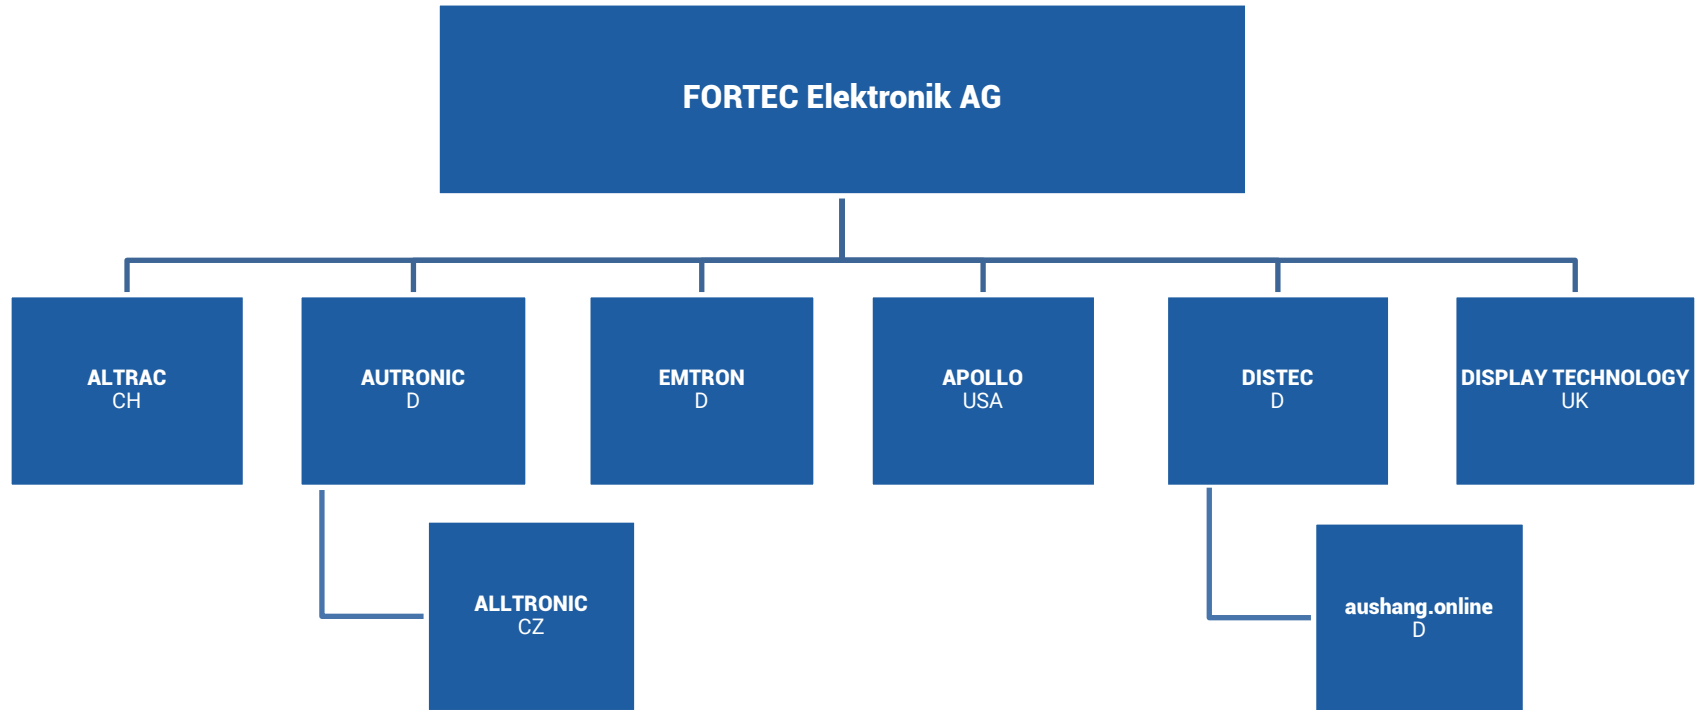 FORTEC Elektronik AG
ALTRAC
CH
AUTRONIC
D
EMTRON
D
APOLLO
USA
DISTEC
D
DISPLAY TECHNOLOGY
UK
ALLTRONIC
CZ
aushang.online
D